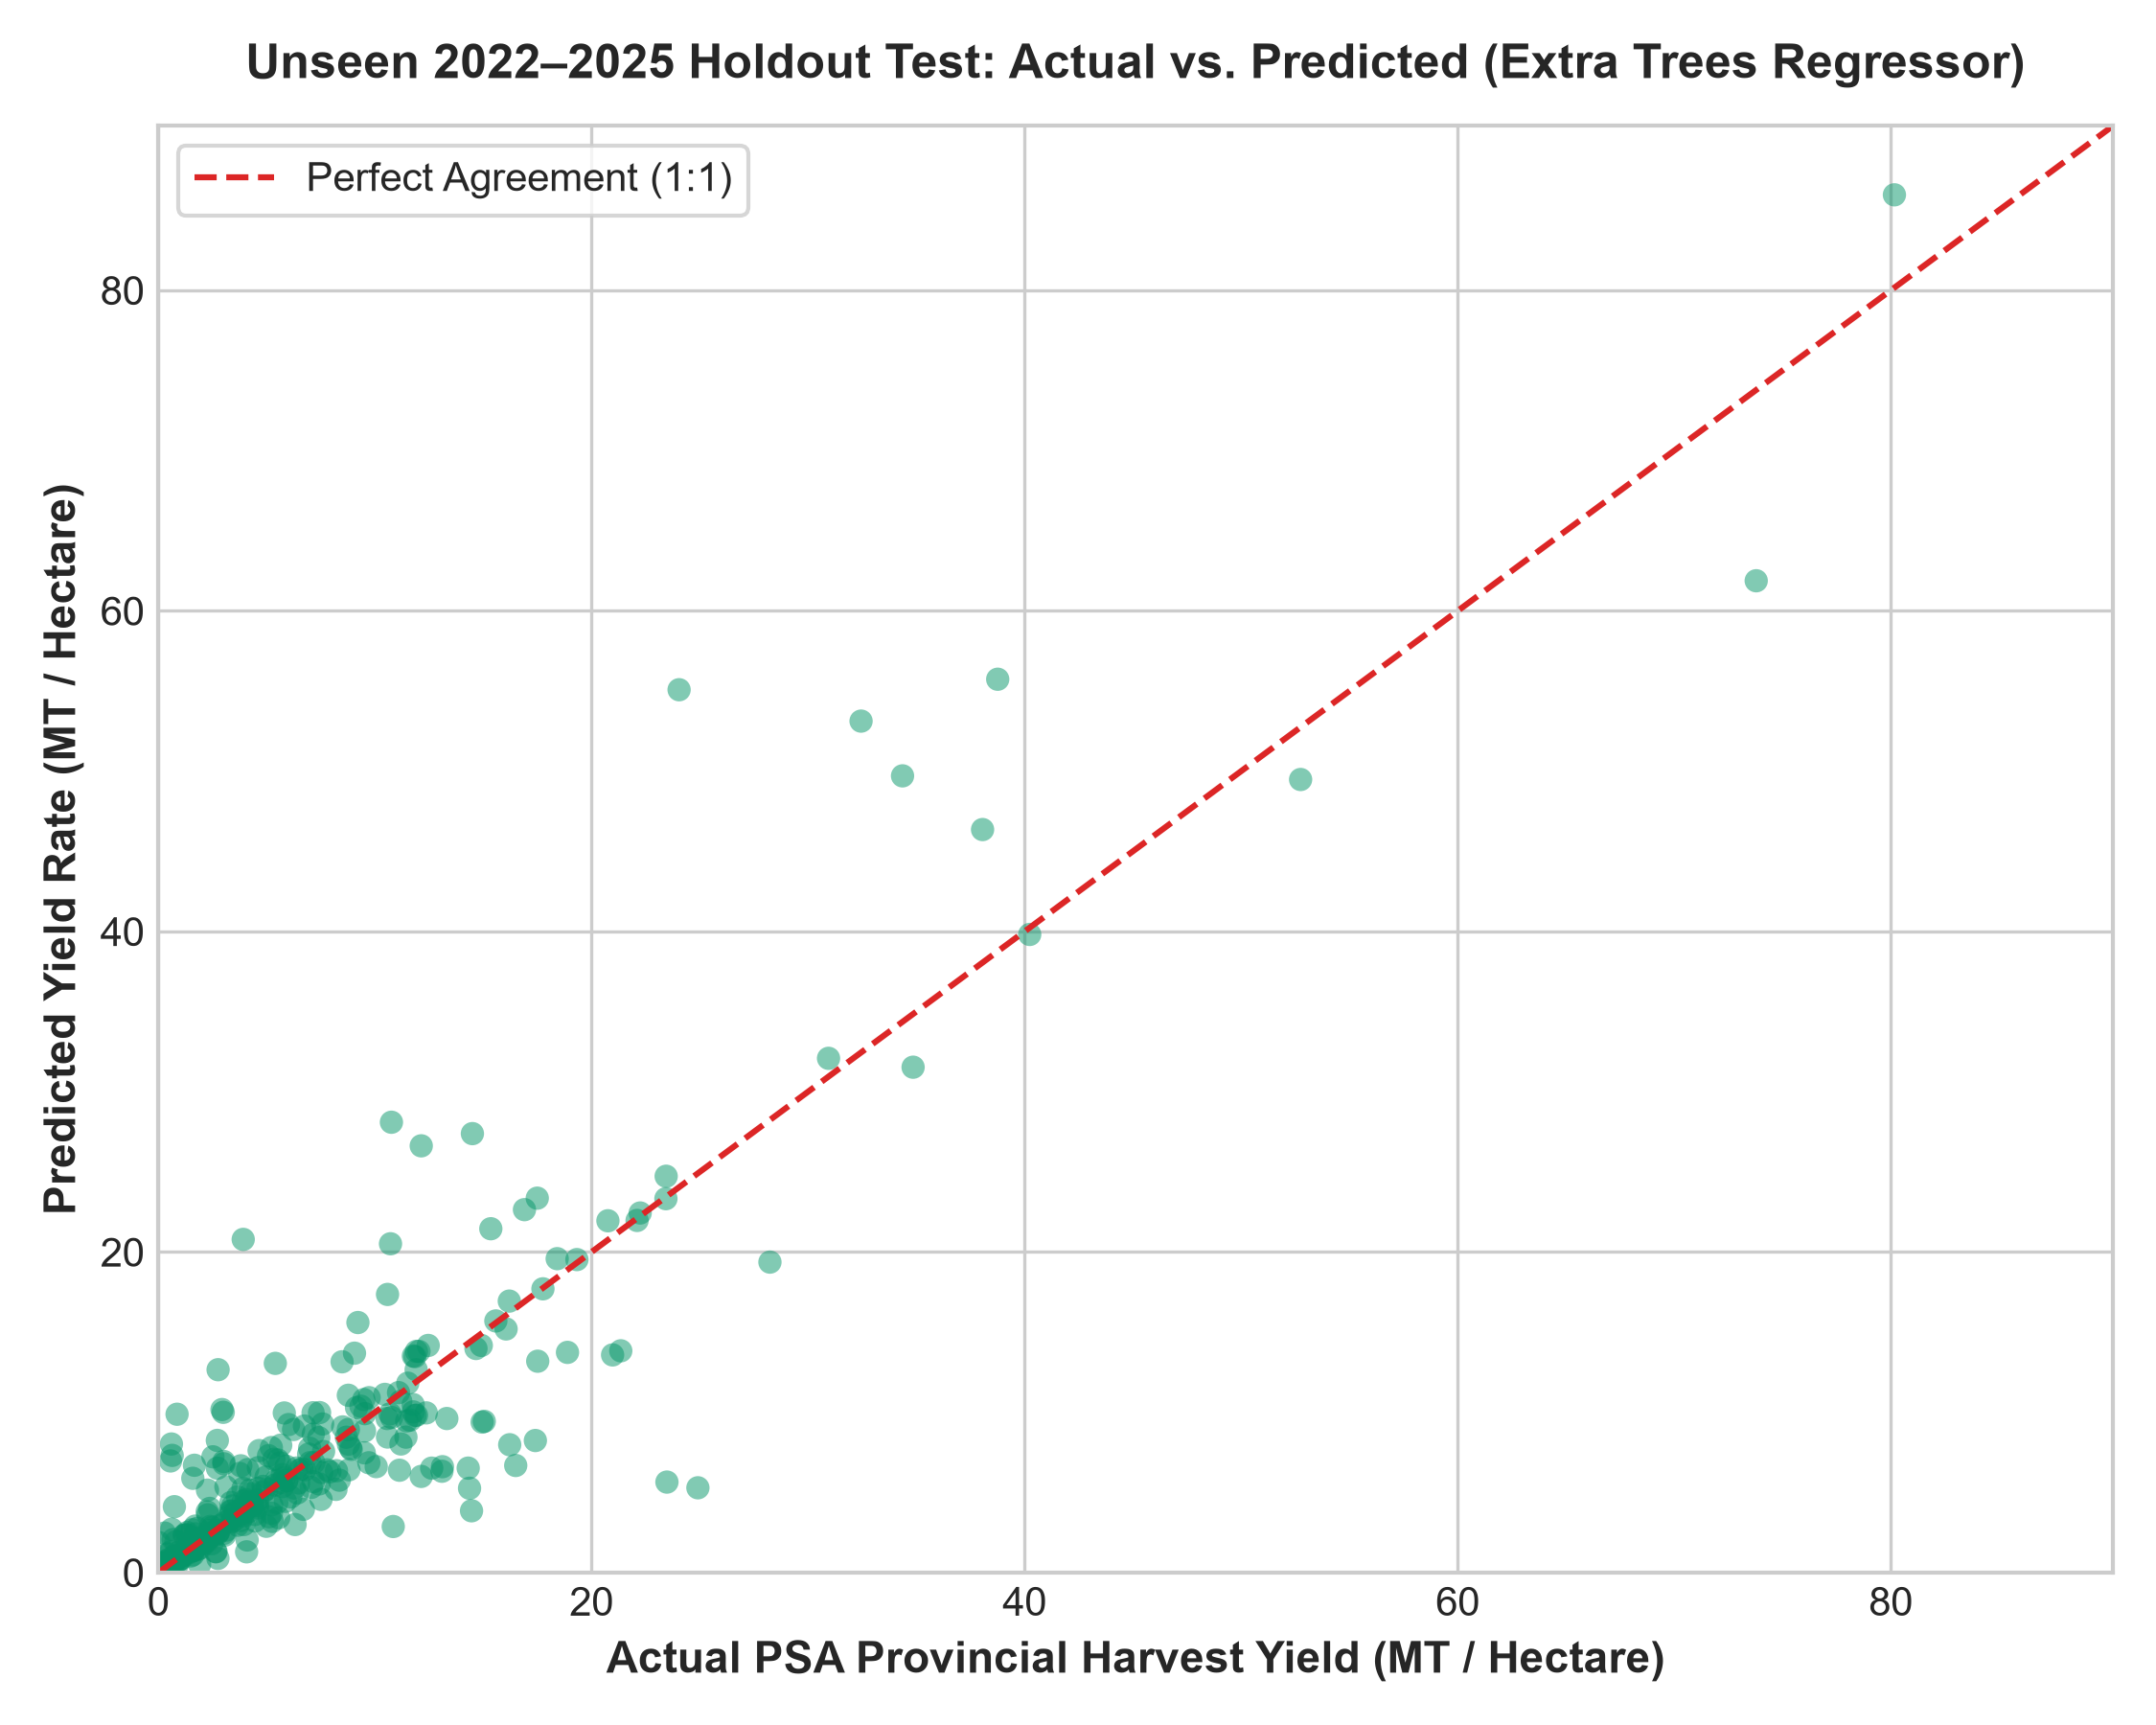 Unseen 2022–2025 Holdout Test: Actual vs. Predicted (Extra Trees Regressor)
Perfect Agreement (1:1)
Predicted Yield Rate (MT / Hectare)
80
60
40
20
0
0 20 40 60 80
Actual PSA Provincial Harvest Yield (MT / Hectare)